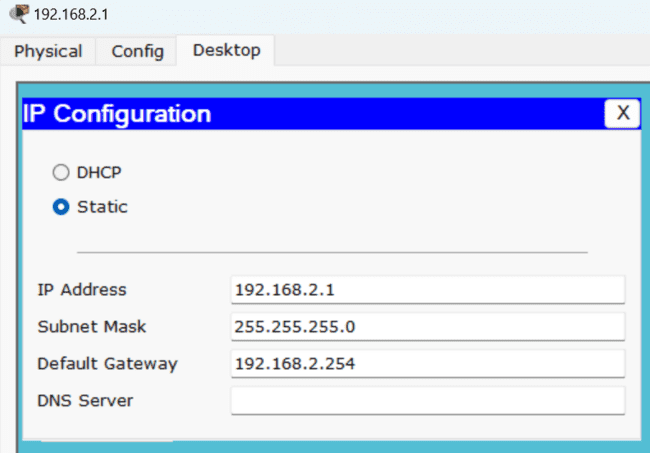 192.168.2.1
Physical Config Desktop
IP Configuration X
DHCP
Static
IP Address 192.168.2.1
Subnet Mask 255.255.255.0
Default Gateway 192.168.2.254
DNS Server